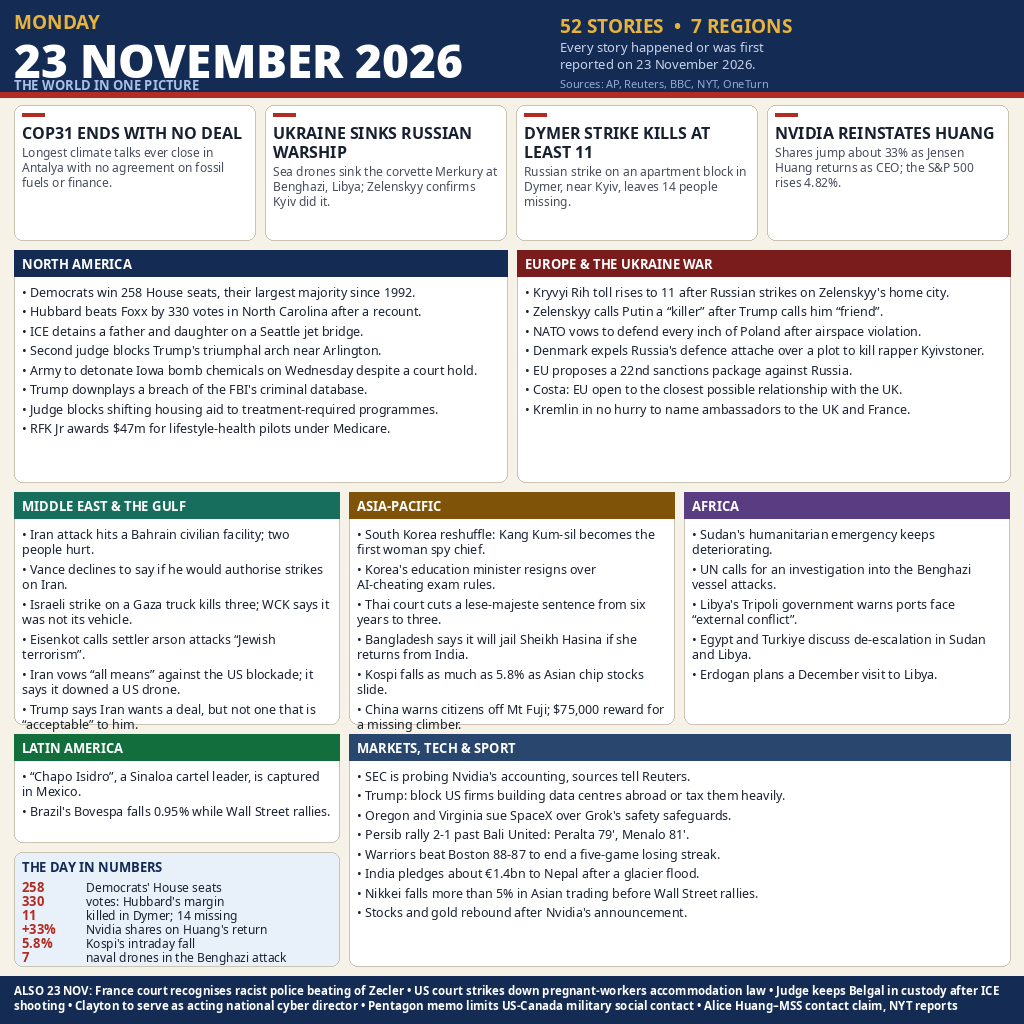 MONDAY
23 NOVEMBER 2026
THE WORLD IN ONE PICTURE
52 STORIES • 7 REGIONS
Every story happened or was first
reported on 23 November 2026.
Sources: AP, Reuters, BBC, NYT, OneTurn
COP31 ENDS WITH NO DEAL
Longest climate talks ever close in
Antalya with no agreement on fossil
fuels or finance.
UKRAINE SINKS RUSSIAN
WARSHIP
Sea drones sink the corvette Merkury at
Benghazi, Libya; Zelenskyy confirms
Kyiv did it.
DYMER STRIKE KILLS AT
LEAST 11
Russian strike on an apartment block in
Dymer, near Kyiv, leaves 14 people
missing.
NVIDIA REINSTATES HUANG
Shares jump about 33% as Jensen
Huang returns as CEO; the S&P 500
rises 4.82%.
NORTH AMERICA
• Democrats win 258 House seats, their largest majority since 1992.
• Hubbard beats Foxx by 330 votes in North Carolina after a recount.
• ICE detains a father and daughter on a Seattle jet bridge.
• Second judge blocks Trump's triumphal arch near Arlington.
• Army to detonate Iowa bomb chemicals on Wednesday despite a court hold.
• Trump downplays a breach of the FBI's criminal database.
• Judge blocks shifting housing aid to treatment-required programmes.
• RFK Jr awards $47m for lifestyle-health pilots under Medicare.
EUROPE & THE UKRAINE WAR
• Kryvyi Rih toll rises to 11 after Russian strikes on Zelenskyy's home city.
• Zelenskyy calls Putin a “killer” after Trump calls him “friend”.
• NATO vows to defend every inch of Poland after airspace violation.
• Denmark expels Russia's defence attache over a plot to kill rapper Kyivstoner.
• EU proposes a 22nd sanctions package against Russia.
• Costa: EU open to the closest possible relationship with the UK.
• Kremlin in no hurry to name ambassadors to the UK and France.
MIDDLE EAST & THE GULF
• Iran attack hits a Bahrain civilian facility; two
people hurt.
• Vance declines to say if he would authorise strikes
on Iran.
• Israeli strike on a Gaza truck kills three; WCK says it
was not its vehicle.
• Eisenkot calls settler arson attacks “Jewish
terrorism”.
• Iran vows “all means” against the US blockade; it
says it downed a US drone.
• Trump says Iran wants a deal, but not one that is
“acceptable” to him.
ASIA-PACIFIC
• South Korea reshuffle: Kang Kum-sil becomes the
first woman spy chief.
• Korea's education minister resigns over
AI-cheating exam rules.
• Thai court cuts a lese-majeste sentence from six
years to three.
• Bangladesh says it will jail Sheikh Hasina if she
returns from India.
• Kospi falls as much as 5.8% as Asian chip stocks
slide.
• China warns citizens off Mt Fuji; $75,000 reward for
a missing climber.
AFRICA
• Sudan's humanitarian emergency keeps
deteriorating.
• UN calls for an investigation into the Benghazi
vessel attacks.
• Libya's Tripoli government warns ports face
“external conflict”.
• Egypt and Turkiye discuss de-escalation in Sudan
and Libya.
• Erdogan plans a December visit to Libya.
LATIN AMERICA
• “Chapo Isidro”, a Sinaloa cartel leader, is captured
in Mexico.
• Brazil's Bovespa falls 0.95% while Wall Street rallies.
THE DAY IN NUMBERS
258 Democrats' House seats
330 votes: Hubbard's margin
11 killed in Dymer; 14 missing
+33% Nvidia shares on Huang's return
5.8% Kospi's intraday fall
7 naval drones in the Benghazi attack
MARKETS, TECH & SPORT
• SEC is probing Nvidia's accounting, sources tell Reuters.
• Trump: block US firms building data centres abroad or tax them heavily.
• Oregon and Virginia sue SpaceX over Grok's safety safeguards.
• Persib rally 2-1 past Bali United: Peralta 79', Menalo 81'.
• Warriors beat Boston 88-87 to end a five-game losing streak.
• India pledges about €1.4bn to Nepal after a glacier flood.
• Nikkei falls more than 5% in Asian trading before Wall Street rallies.
• Stocks and gold rebound after Nvidia's announcement.
ALSO 23 NOV: France court recognises racist police beating of Zecler • US court strikes down pregnant-workers accommodation law • Judge keeps Belgal in custody after ICE
shooting • Clayton to serve as acting national cyber director • Pentagon memo limits US-Canada military social contact • Alice Huang–MSS contact claim, NYT reports